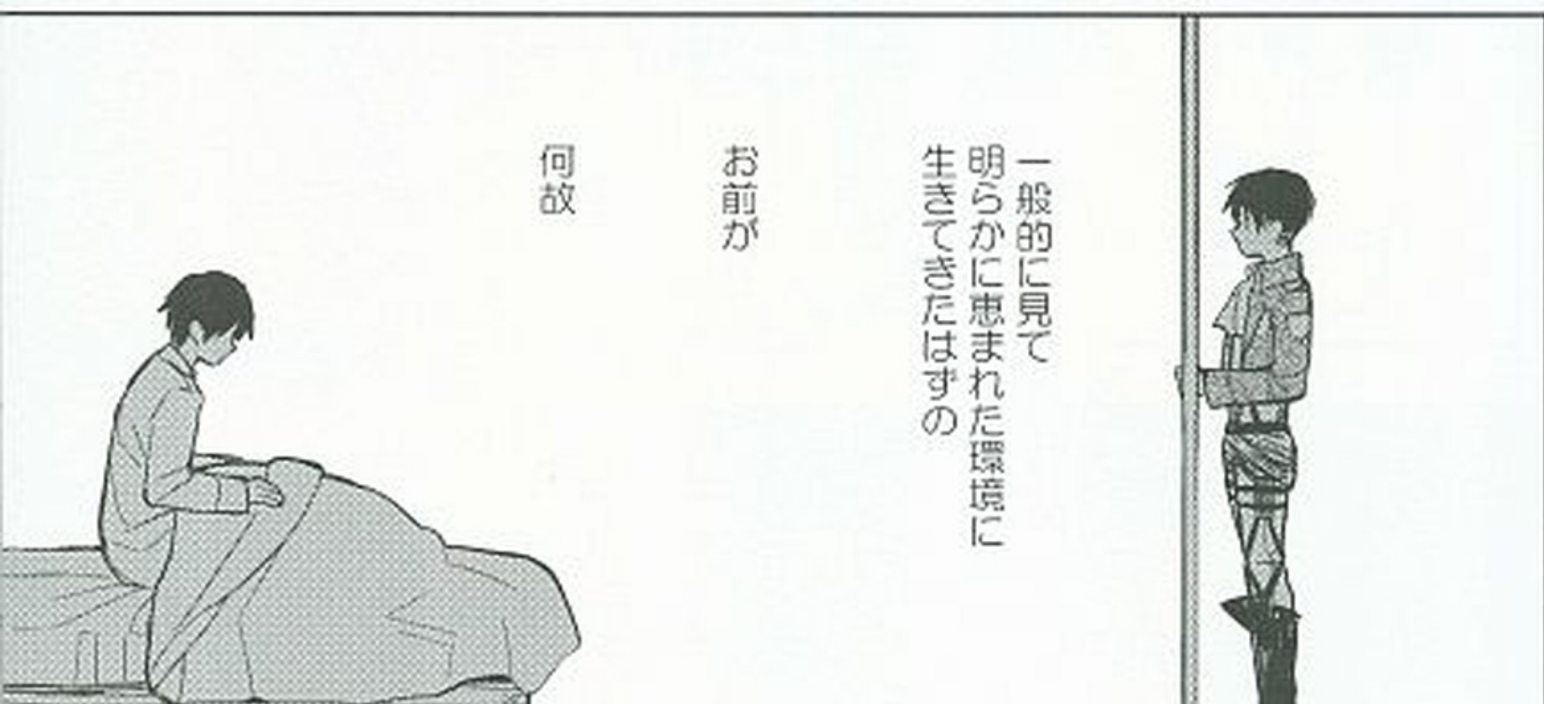 一般的に見て
明らかに恵まれた環境に
生きてきたはずの
お前が
何故